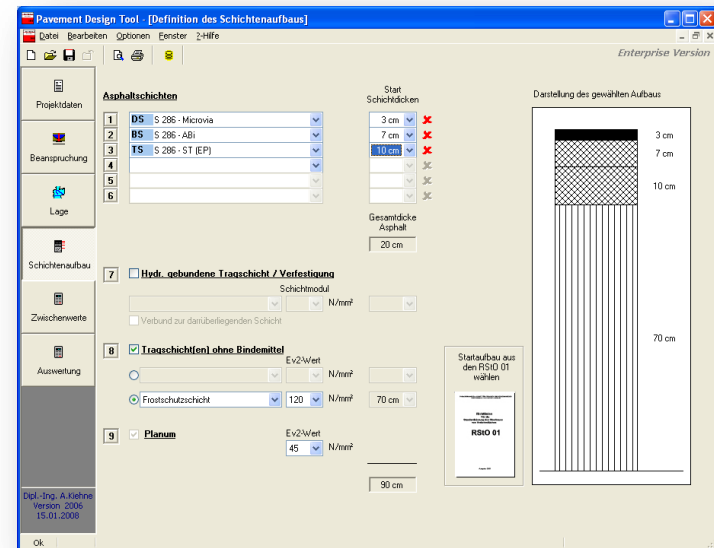 Pavement Design Tool - [Definition des Schichtenaufbaus]
Datei Bearbeiten Optionen Fenster ?-Hilfe
Enterprise Version
Projektdaten
Beanspruchung
Lage
Schichtenaufbau
Zwischenwerte
Auswertung
Dipl.-Ing. A.Kiehne
Version 2006
15.01.2008
Asphaltschichten
Start
Schichtdicken
1 DS S 286 - Microvia 3 cm
2 BS S 286 - ABi 7 cm
3 TS S 286 - ST (EP) 10 cm
4
5
6
Gesamtdicke
Asphalt
20 cm
7 Hydr. gebundene Tragschicht / Verfestigung
Schichtmodul
N/mm²
Verbund zur darüberliegenden Schicht
8 Tragschicht(en) ohne Bindemittel
Ev2-Wert
N/mm²
Frostschutzschicht 120 N/mm² 70 cm
9 Planum
Ev2-Wert
45 N/mm²
90 cm
Startaufbau aus
den RStO 01
wählen
RStO 01
Darstellung des gewählten Aufbaus
3 cm
7 cm
10 cm
70 cm
Ok